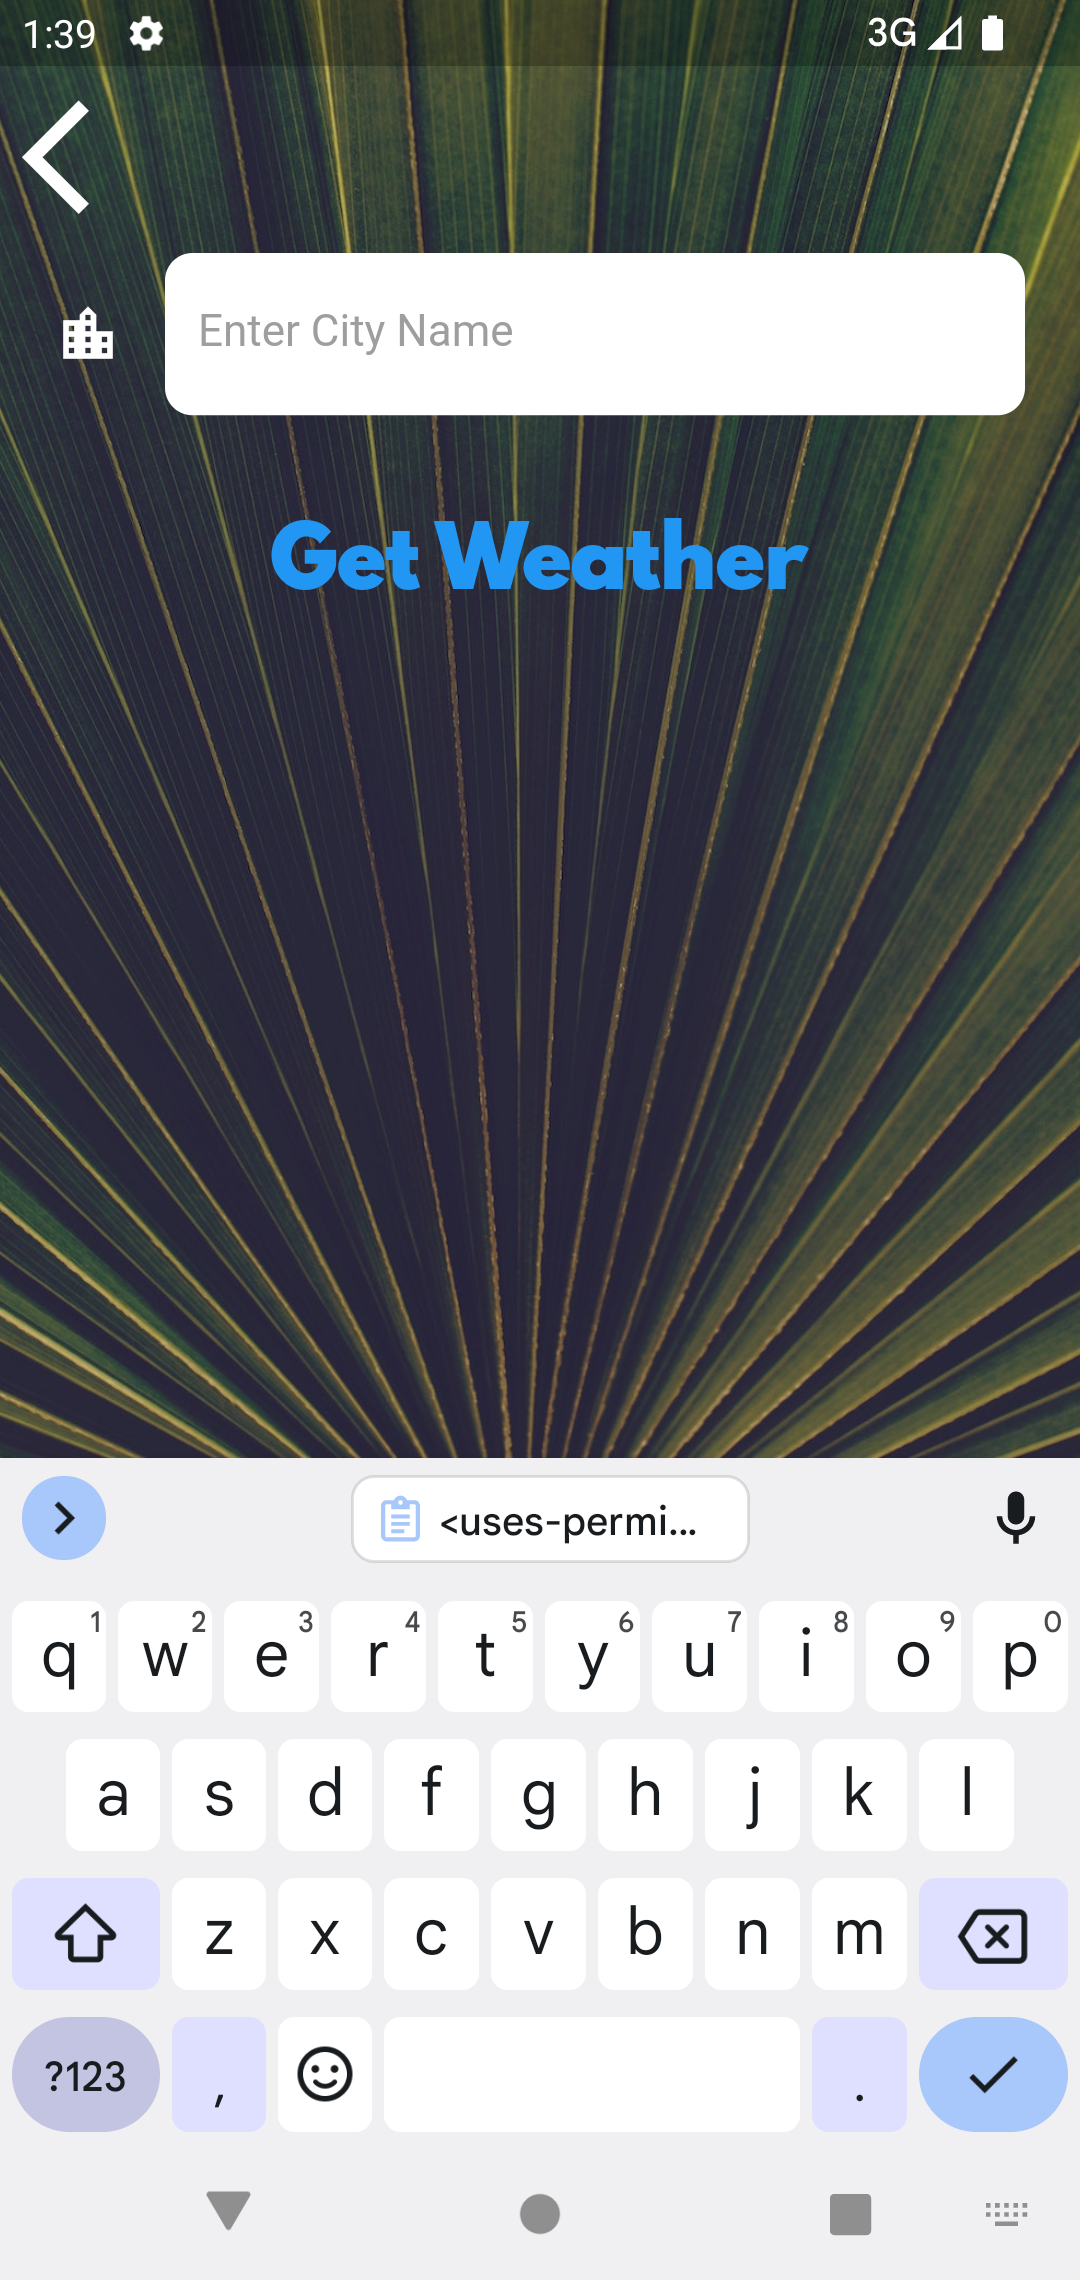 1:39 3G
Enter City Name
Get Weather
<uses-permi...
q 1 w 2 e 3 r 4 t 5 y 6 u 7 i 8 o 9 p 0
a s d f g h j k l
z x c v b n m
?123 , .